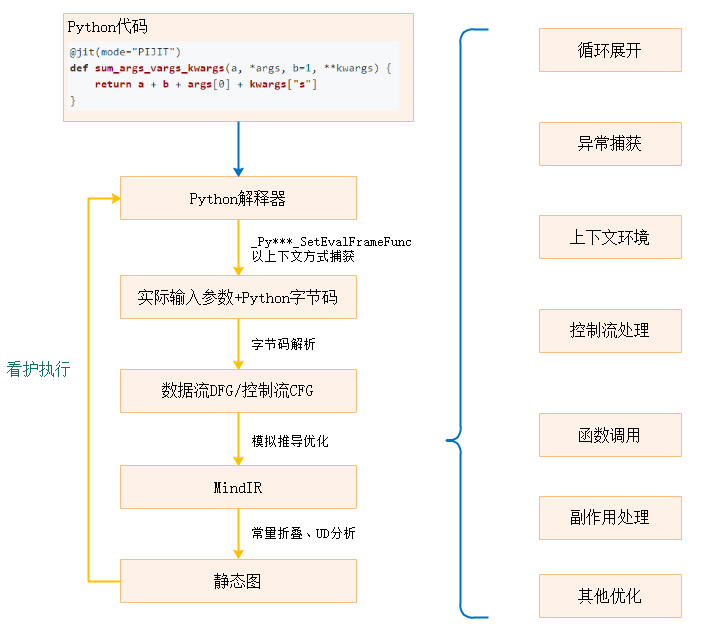 Python代码
@jit(mode="PIJIT")
def sum_args_vargs_kwargs(a, *args, b=1, **kwargs) {
    return a + b + args[0] + kwargs["s"]
}
Python解释器
_Py***_SetEvalFrameFunc
以上下文方式捕获
实际输入参数+Python字节码
字节码解析
看护执行
数据流DFG/控制流CFG
模拟推导优化
MindIR
常量折叠、UD分析
静态图
循环展开
异常捕获
上下文环境
控制流处理
函数调用
副作用处理
其他优化